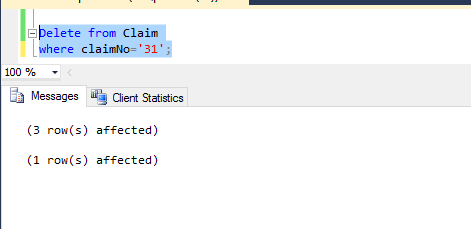 Delete from Claim
where claimNo='31';
100 %
Messages Client Statistics
(3 row(s) affected)
(1 row(s) affected)